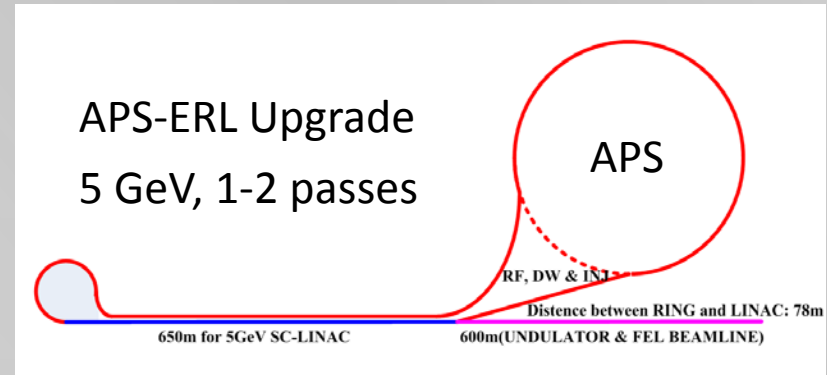 APS-ERL Upgrade
5 GeV, 1-2 passes
APS
RF, DW & INJ
Distence between RING and LINAC: 78m
650m for 5GeV SC-LINAC
600m(UNDULATOR & FEL BEAMLINE)